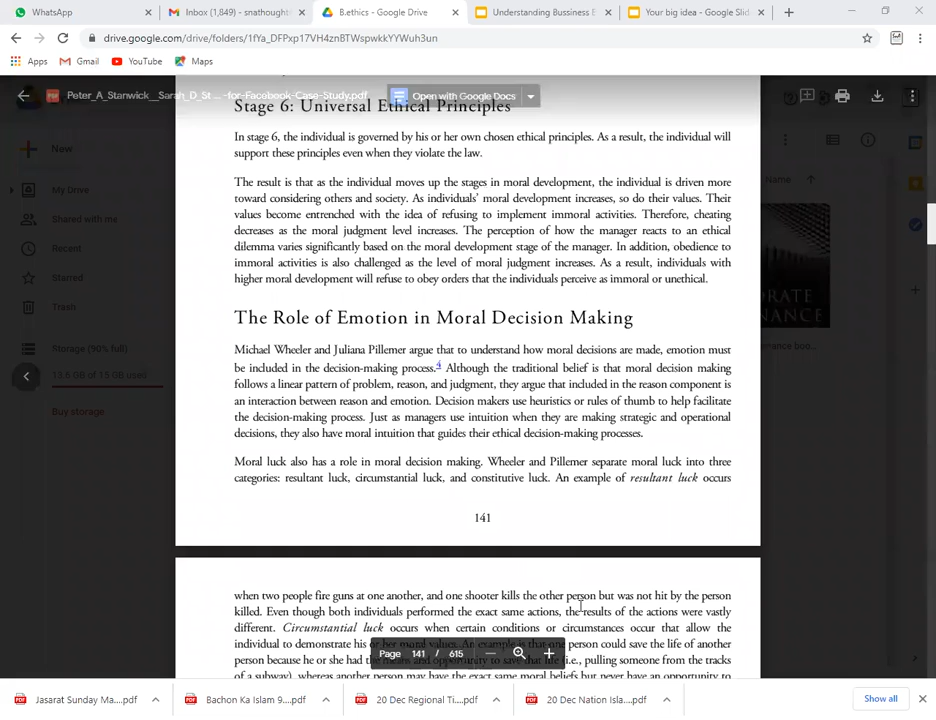 WhatsApp
Inbox (1,849) - snathought
B.ethics - Google Drive
Understanding Bussiness E
Your big idea - Google Slid
drive.google.com/drive/folders/1fYa_DFPxp17VH4znBTWspwkkYYWuh3un
Apps
Gmail
YouTube
Maps
Peter_A_Stanwick__Sarah_D_St ... -for-Facebook-Case-Study.pdf
Open with Google Docs
New
My Drive
Shared with me
Recent
Starred
Trash
Storage (90% full)
13.6 GB of 15 GB used
Buy storage
Name
Stage 6: Universal Ethical Principles
In stage 6, the individual is governed by his or her own chosen ethical principles. As a result, the individual will
support these principles even when they violate the law.
The result is that as the individual moves up the stages in moral development, the individual is driven more
toward considering others and society. As individuals' moral development increases, so do their values. Their
values become entrenched with the idea of refusing to implement immoral activities. Therefore, cheating
decreases as the moral judgment level increases. The perception of how the manager reacts to an ethical
dilemma varies significantly based on the moral development stage of the manager. In addition, obedience to
immoral activities is also challenged as the level of moral judgment increases. As a result, individuals with
higher moral development will refuse to obey orders that the individuals perceive as immoral or unethical.
The Role of Emotion in Moral Decision Making
Michael Wheeler and Juliana Pillemer argue that to understand how moral decisions are made, emotion must
be included in the decision-making process.4 Although the traditional belief is that moral decision making
follows a linear pattern of problem, reason, and judgment, they argue that included in the reason component is
an interaction between reason and emotion. Decision makers use heuristics or rules of thumb to help facilitate
the decision-making process. Just as managers use intuition when they are making strategic and operational
decisions, they also have moral intuition that guides their ethical decision-making processes.
Moral luck also has a role in moral decision making. Wheeler and Pillemer separate moral luck into three
categories: resultant luck, circumstantial luck, and constitutive luck. An example of resultant luck occurs
141
when two people fire guns at one another, and one shooter kills the other person but was not hit by the person
killed. Even though both individuals performed the exact same actions, the results of the actions were vastly
different. Circumstantial luck occurs when certain conditions or circumstances occur that allow the
individual to demonstrate his or her moral values. An example is that one person could save the life of another
person because he or she had the means and opportunity to save that life (i.e., pulling someone from the tracks
of a subway), whereas another person may have the exact same moral beliefs but never have an opportunity to
Page 141 / 615
Jasarat Sunday Ma....pdf
Bachon Ka Islam 9....pdf
20 Dec Regional Ti....pdf
20 Dec Nation Isla....pdf
Show all